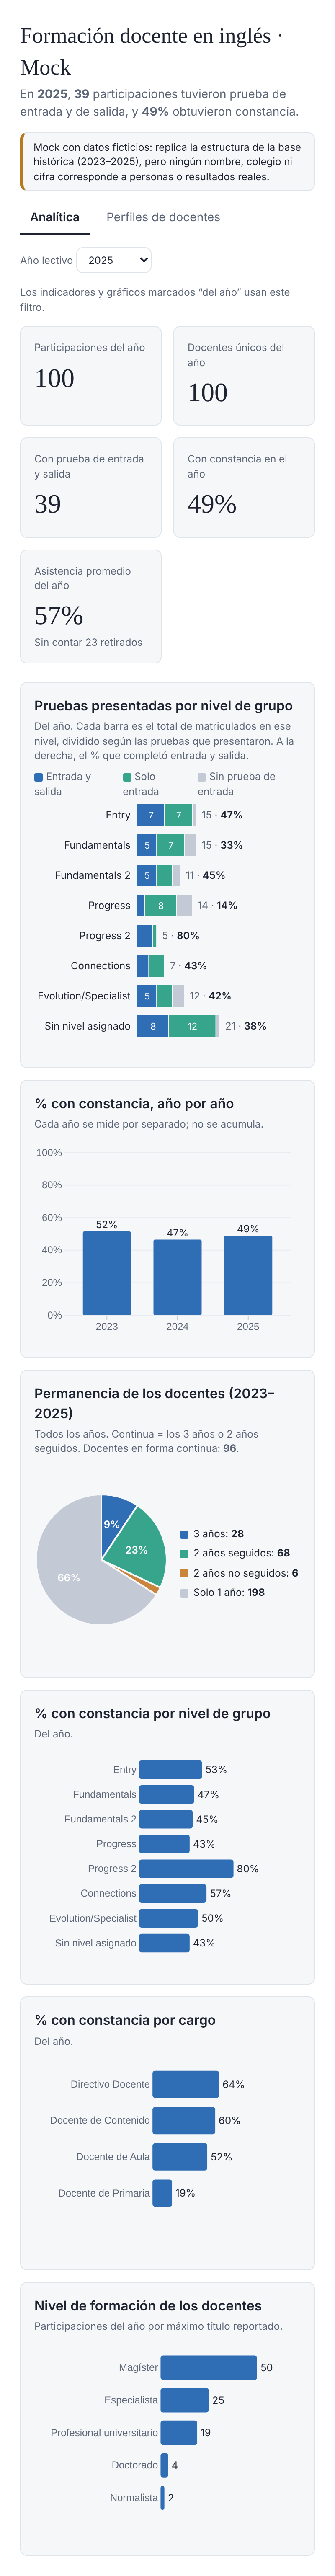 Formación docente en inglés ·
Mock
En 2025, 39 participaciones tuvieron prueba de
entrada y de salida, y 49% obtuvieron constancia.
Mock con datos ficticios: replica la estructura de la base
histórica (2023–2025), pero ningún nombre, colegio ni
cifra corresponde a personas o resultados reales.
Analítica Perfiles de docentes
Año lectivo 2025
Los indicadores y gráficos marcados “del año” usan este
filtro.
Participaciones del año
100
Docentes únicos del
año
100
Con prueba de entrada
y salida
39
Con constancia en el
año
49%
Asistencia promedio
del año
57%
Sin contar 23 retirados
Pruebas presentadas por nivel de grupo
Del año. Cada barra es el total de matriculados en ese
nivel, dividido según las pruebas que presentaron. A la
derecha, el % que completó entrada y salida.
Entrada y
salida
Solo
entrada
Sin prueba de
entrada
Entry 7 7 15 · 47%
Fundamentals 5 7 15 · 33%
Fundamentals 2 5 11 · 45%
Progress 8 14 · 14%
Progress 2 5 · 80%
Connections 7 · 43%
Evolution/Specialist 5 12 · 42%
Sin nivel asignado 8 12 21 · 38%
% con constancia, año por año
Cada año se mide por separado; no se acumula.
100%
80%
60%
40%
20%
0%
52% 47% 49%
2023 2024 2025
Permanencia de los docentes (2023–
2025)
Todos los años. Continua = los 3 años o 2 años
seguidos. Docentes en forma continua: 96.
9%
23%
66%
3 años: 28
2 años seguidos: 68
2 años no seguidos: 6
Solo 1 año: 198
% con constancia por nivel de grupo
Del año.
Entry 53%
Fundamentals 47%
Fundamentals 2 45%
Progress 43%
Progress 2 80%
Connections 57%
Evolution/Specialist 50%
Sin nivel asignado 43%
% con constancia por cargo
Del año.
Directivo Docente 64%
Docente de Contenido 60%
Docente de Aula 52%
Docente de Primaria 19%
Nivel de formación de los docentes
Participaciones del año por máximo título reportado.
Magíster 50
Especialista 25
Profesional universitario 19
Doctorado 4
Normalista 2